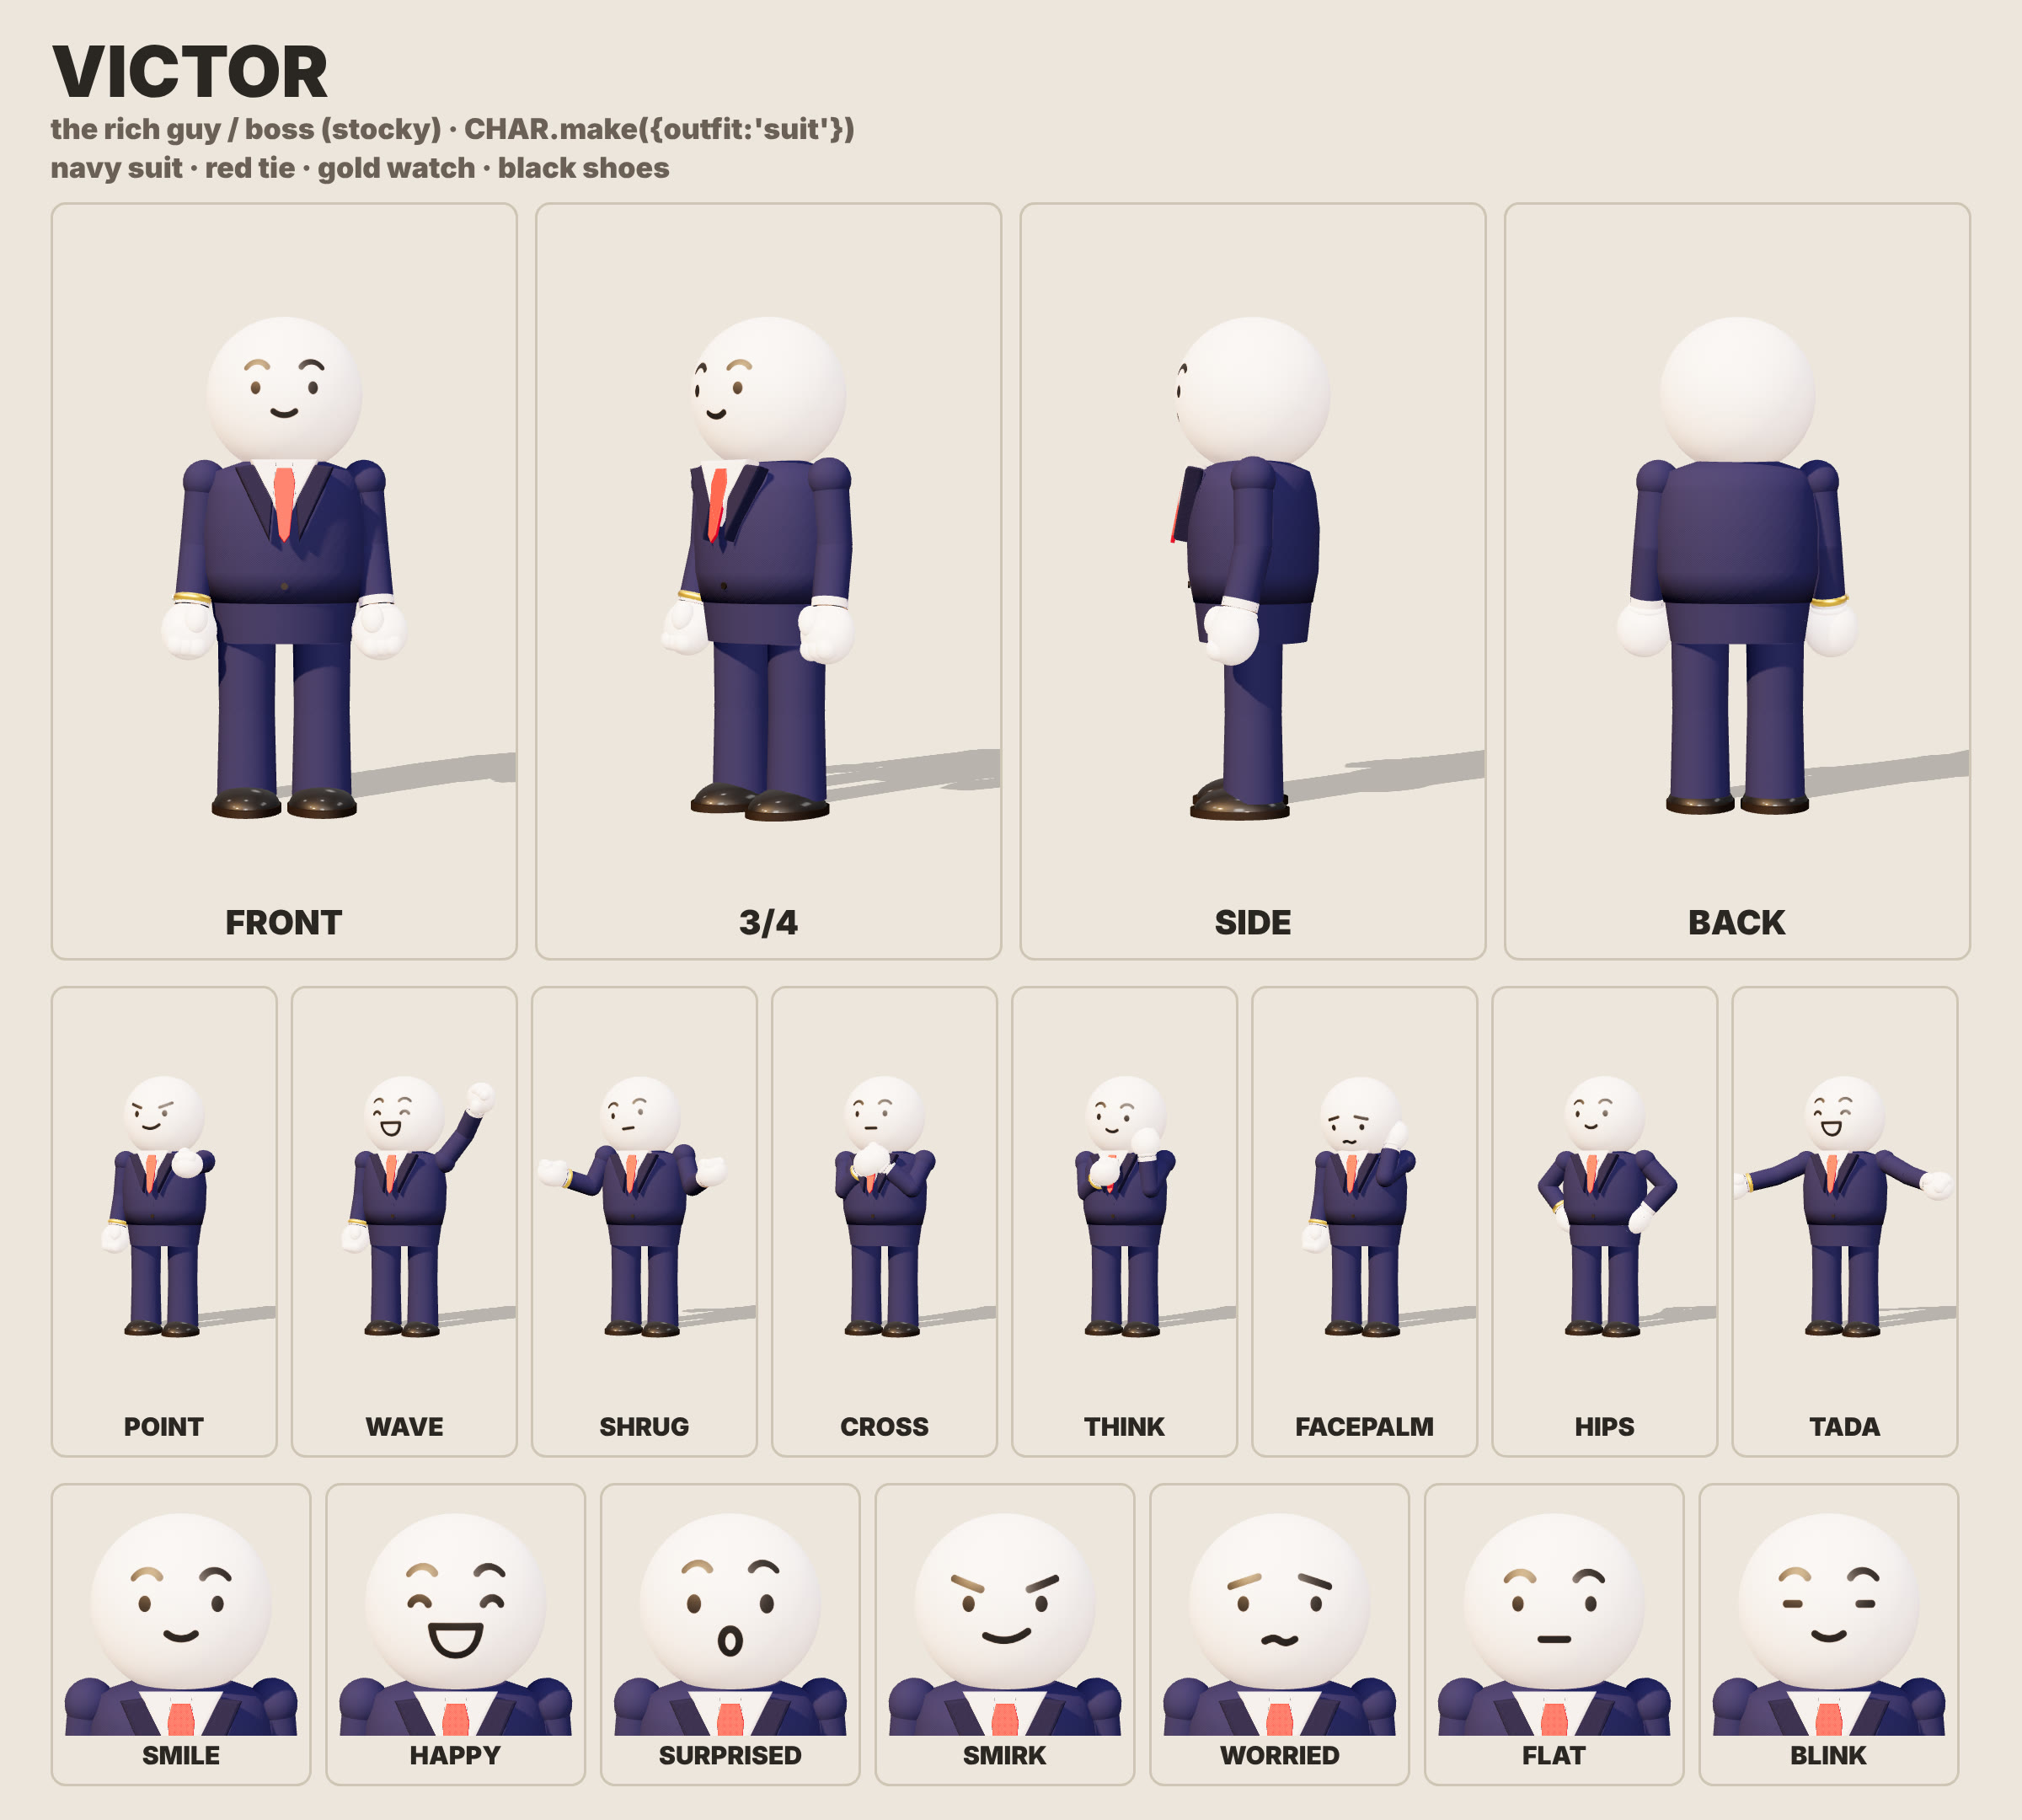 VICTOR
the rich guy / boss (stocky) · CHAR.make({outfit:'suit'})
navy suit · red tie · gold watch · black shoes
FRONT
3/4
SIDE
BACK
POINT
WAVE
SHRUG
CROSS
THINK
FACEPALM
HIPS
TADA
SMILE
HAPPY
SURPRISED
SMIRK
WORRIED
FLAT
BLINK